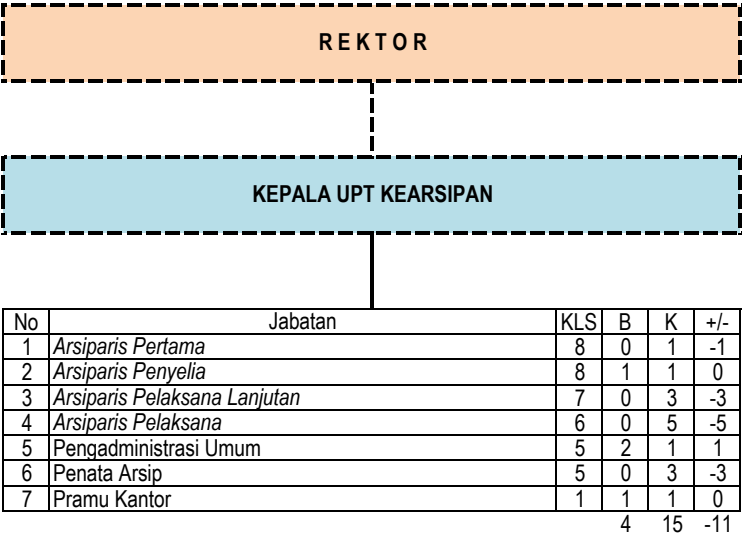 R E K T O R
KEPALA UPT KEARSIPAN
No Jabatan KLS B K +/-
1 Arsiparis Pertama 8 0 1 -1
2 Arsiparis Penyelia 8 1 1 0
3 Arsiparis Pelaksana Lanjutan 7 0 3 -3
4 Arsiparis Pelaksana 6 0 5 -5
5 Pengadministrasi Umum 5 2 1 1
6 Penata Arsip 5 0 3 -3
7 Pramu Kantor 1 1 1 0
4 15 -11